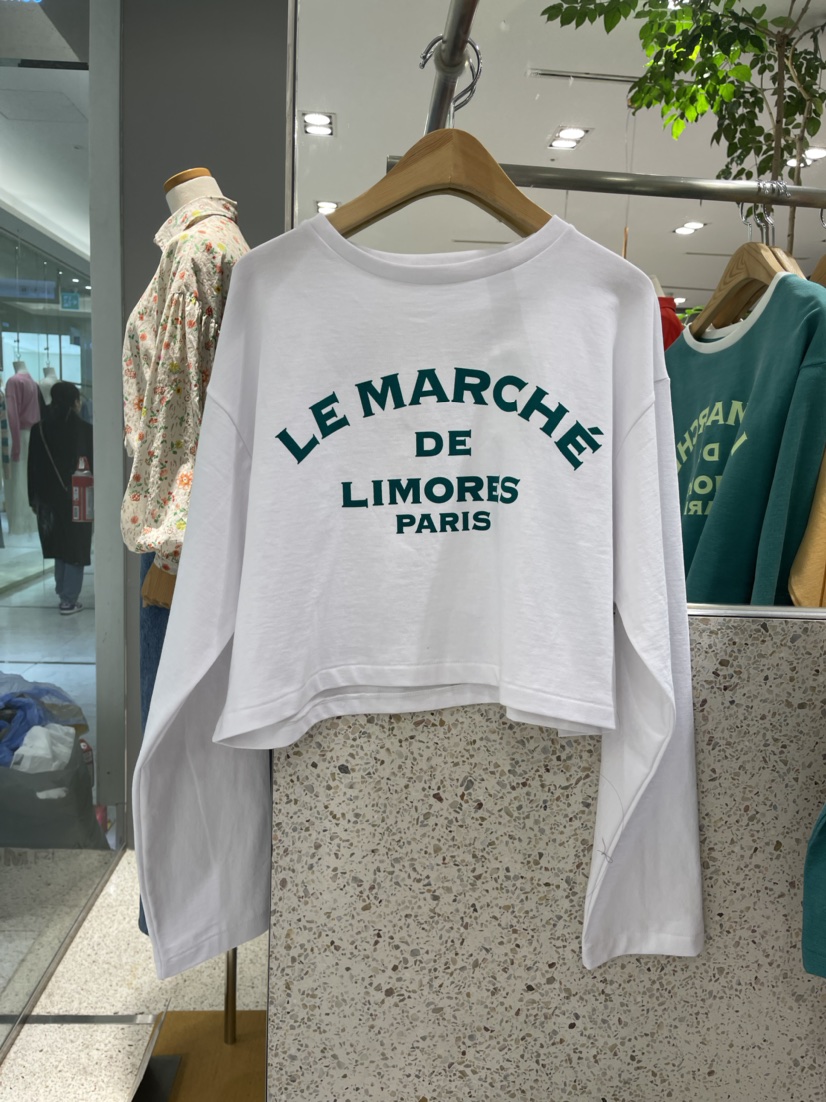 LE MARCHÉ
DE
LIMORES
PARIS